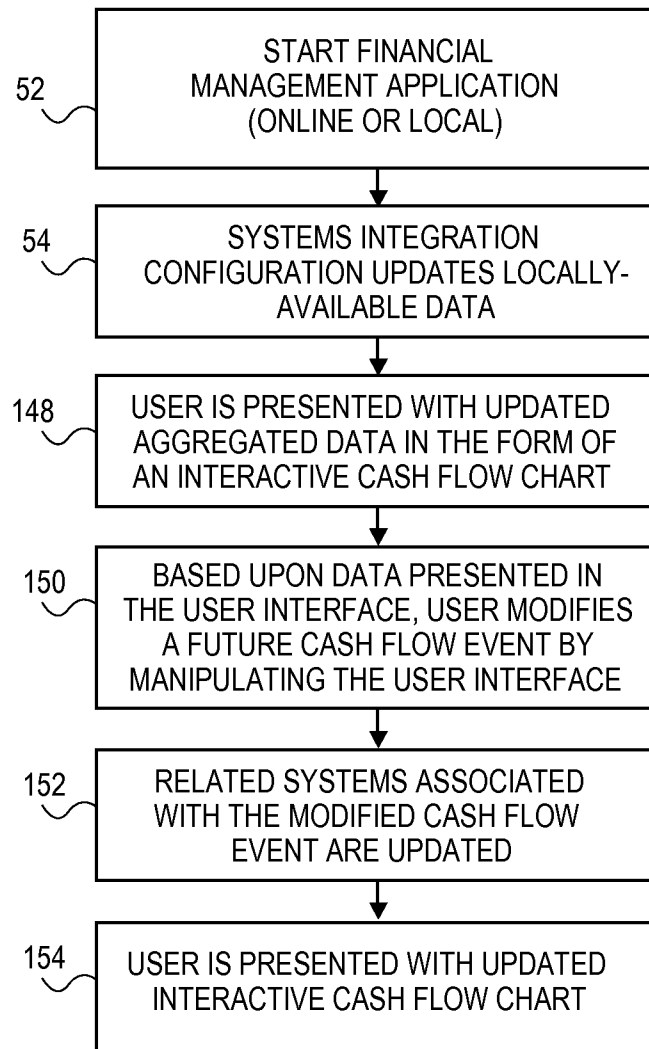 52
START FINANCIAL
MANAGEMENT APPLICATION
(ONLINE OR LOCAL)
54
SYSTEMS INTEGRATION
CONFIGURATION UPDATES LOCALLY-
AVAILABLE DATA
148
USER IS PRESENTED WITH UPDATED
AGGREGATED DATA IN THE FORM OF
AN INTERACTIVE CASH FLOW CHART
150
BASED UPON DATA PRESENTED IN
THE USER INTERFACE, USER MODIFIES
A FUTURE CASH FLOW EVENT BY
MANIPULATING THE USER INTERFACE
152
RELATED SYSTEMS ASSOCIATED
WITH THE MODIFIED CASH FLOW
EVENT ARE UPDATED
154
USER IS PRESENTED WITH UPDATED
INTERACTIVE CASH FLOW CHART